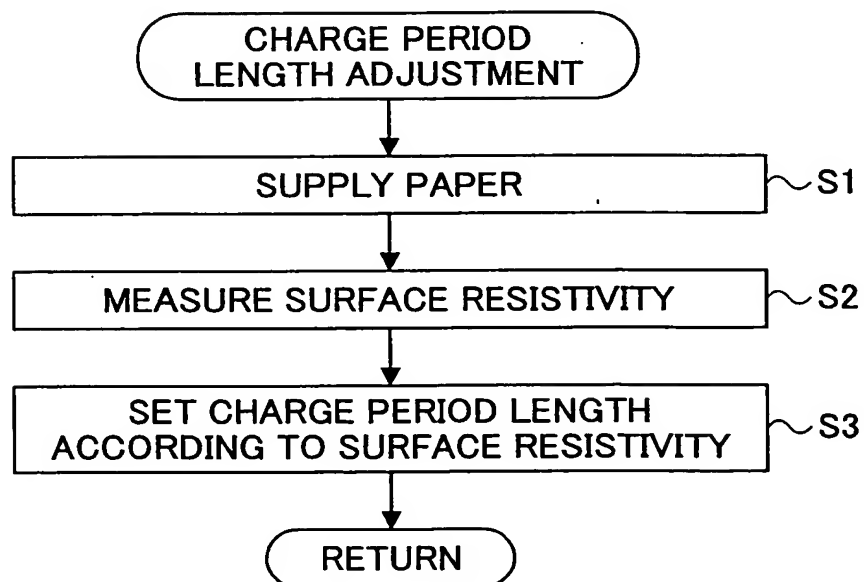 CHARGE PERIOD
LENGTH ADJUSTMENT
SUPPLY PAPER
S1
MEASURE SURFACE RESISTIVITY
S2
SET CHARGE PERIOD LENGTH
ACCORDING TO SURFACE RESISTIVITY
S3
RETURN